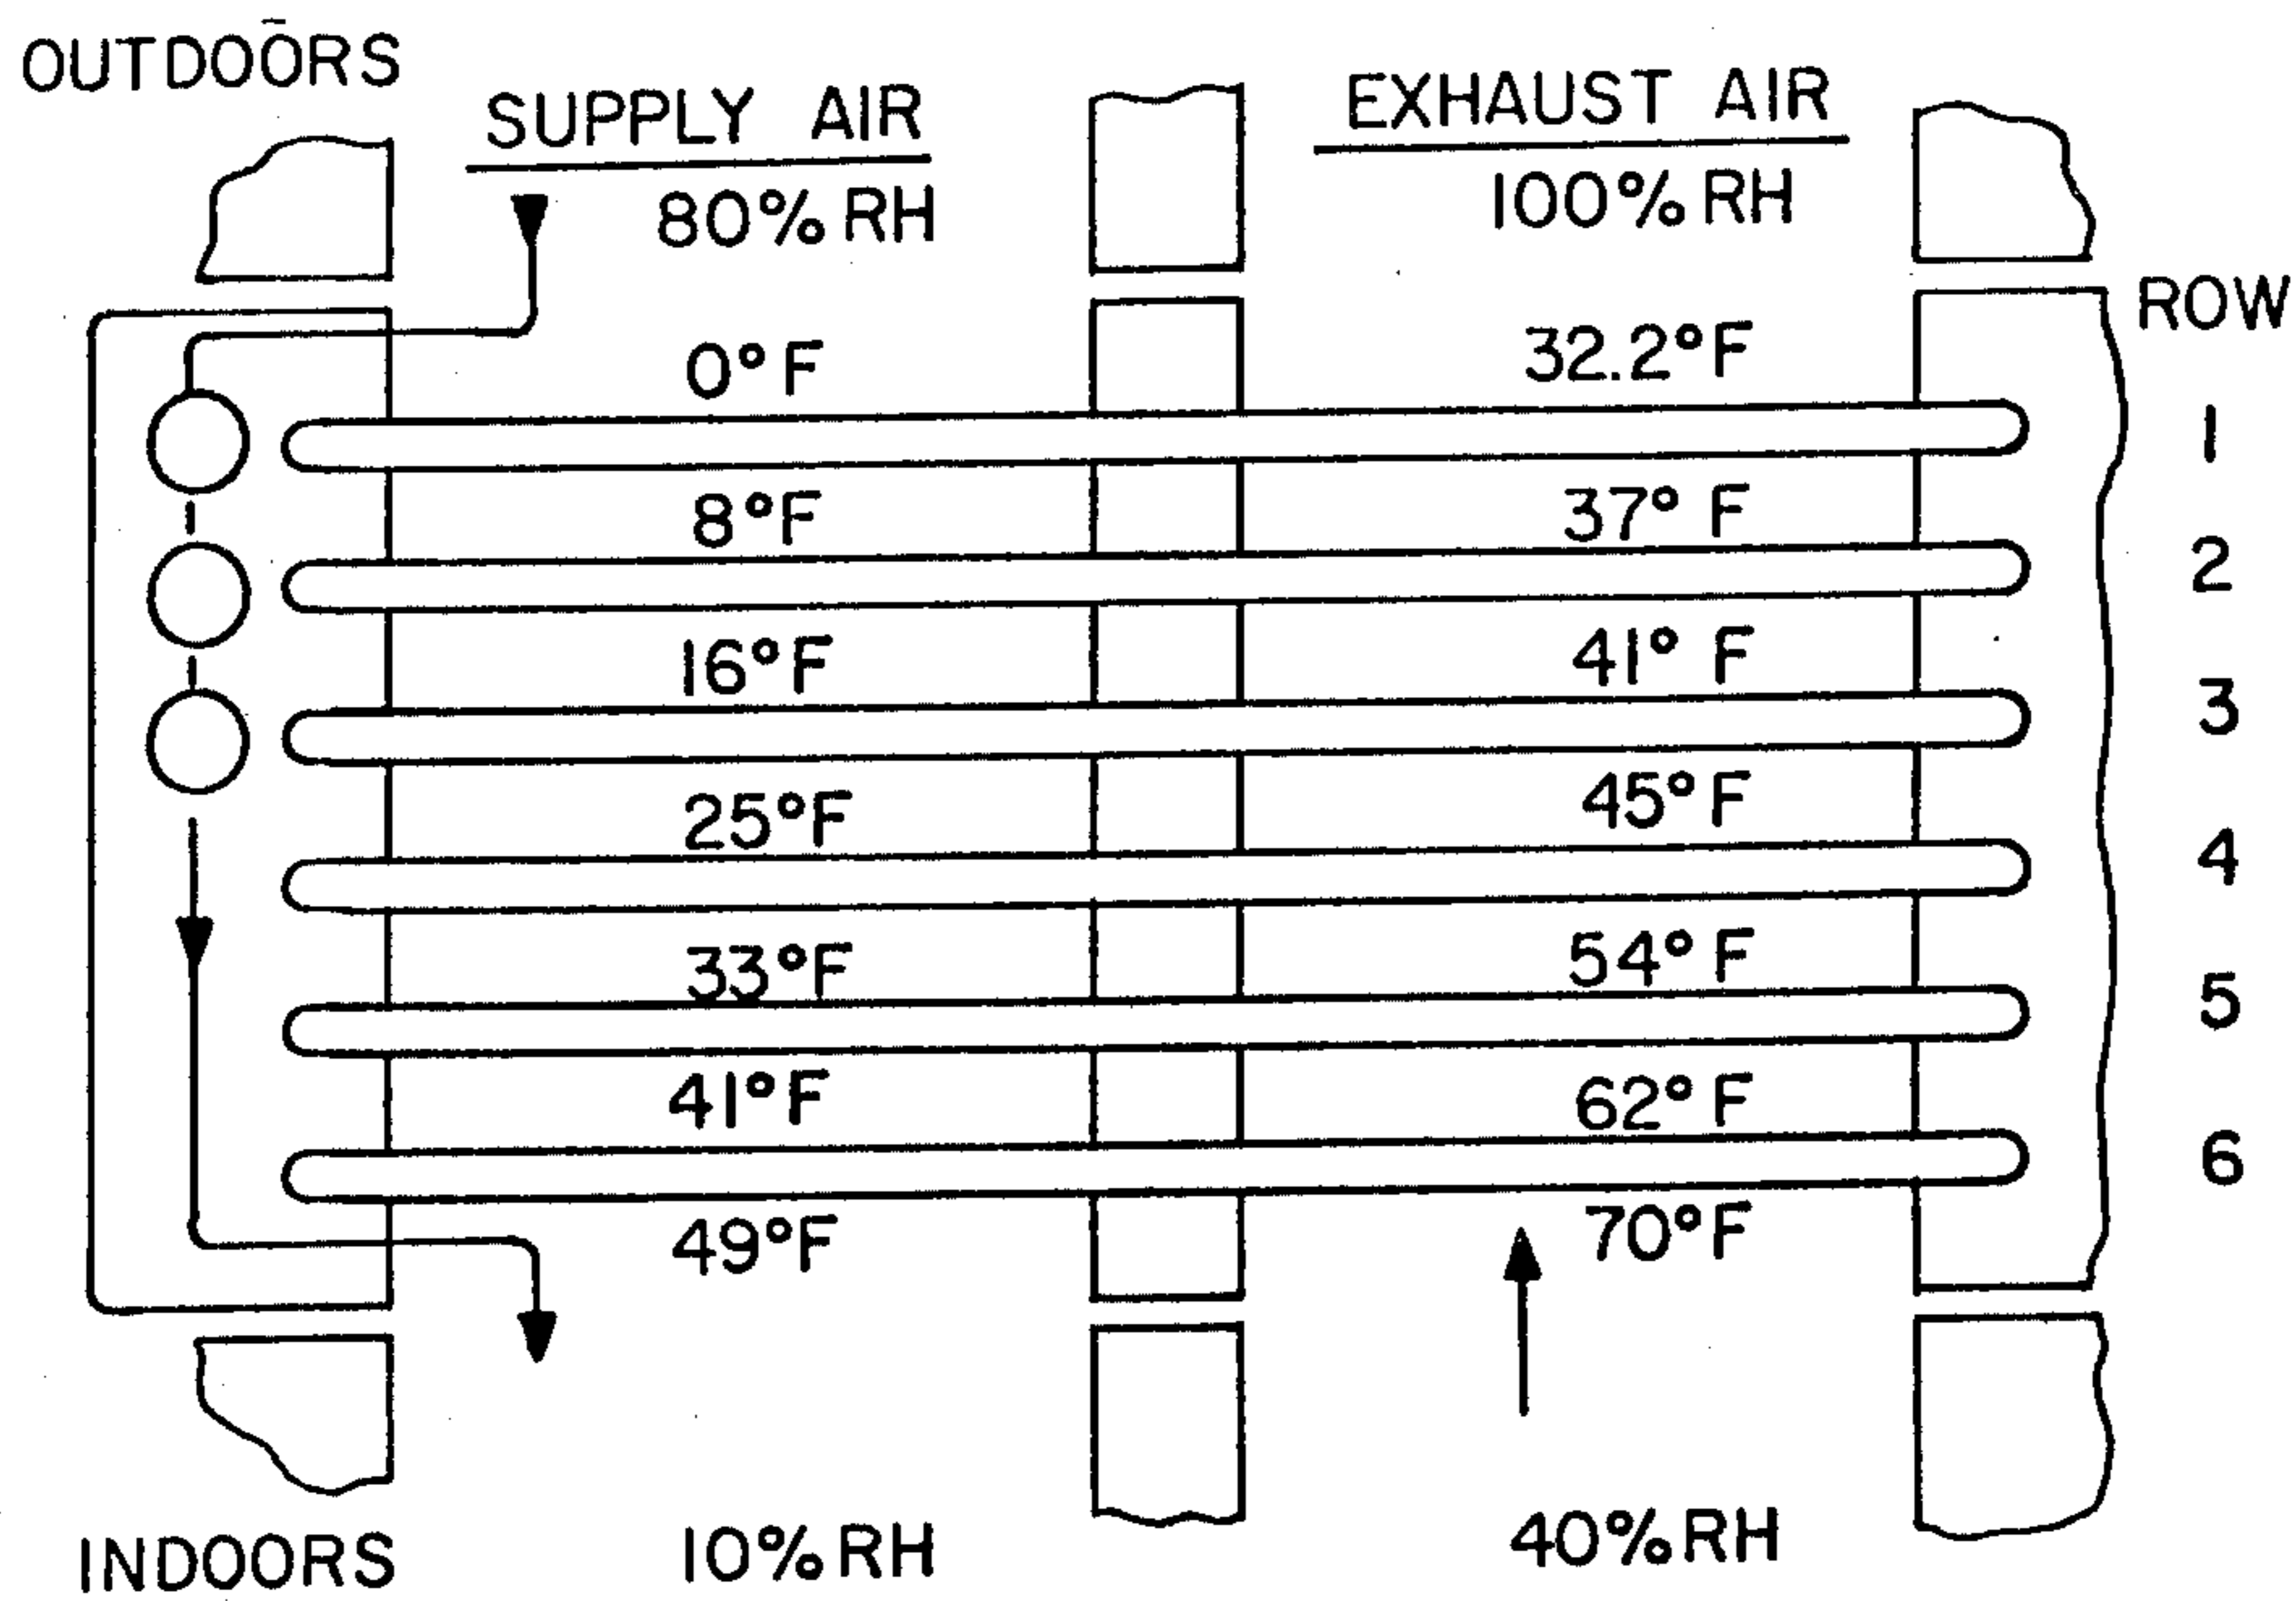 OUTDOORS
SUPPLY AIR
EXHAUST AIR
80% RH
100% RH
ROW
0°F
32.2°F
1
8°F
37°F
2
16°F
41°F
3
25°F
45°F
4
33°F
54°F
5
41°F
62°F
6
49°F
70°F
INDOORS
10% RH
40% RH